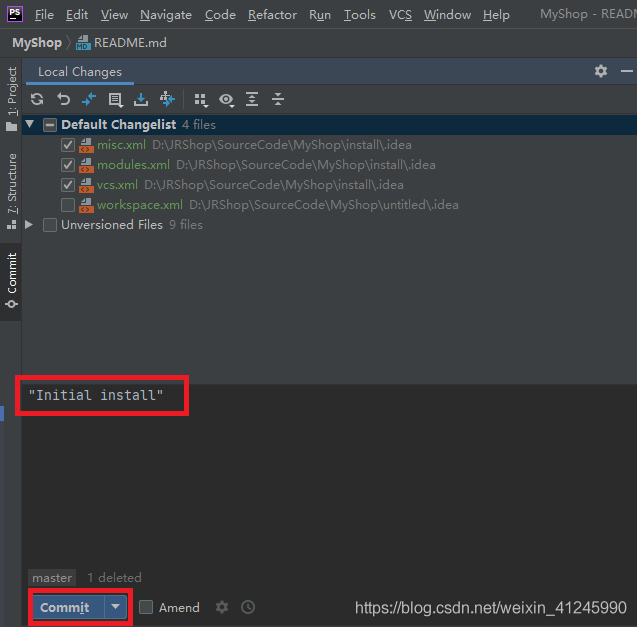 PS File Edit View Navigate Code Refactor Run Tools VCS Window Help MyShop - READ
MyShop README.md
1: Project
Local Changes
Default Changelist 4 files
misc.xml D:\JRShop\SourceCode\MyShop\install\.idea
modules.xml D:\JRShop\SourceCode\MyShop\install\.idea
7: Structure
vcs.xml D:\JRShop\SourceCode\MyShop\install\.idea
workspace.xml D:\JRShop\SourceCode\MyShop\untitled\.idea
Unversioned Files 9 files
Commit
"Initial install"
master 1 deleted
Commit Amend https://blog.csdn.net/weixin_41245990